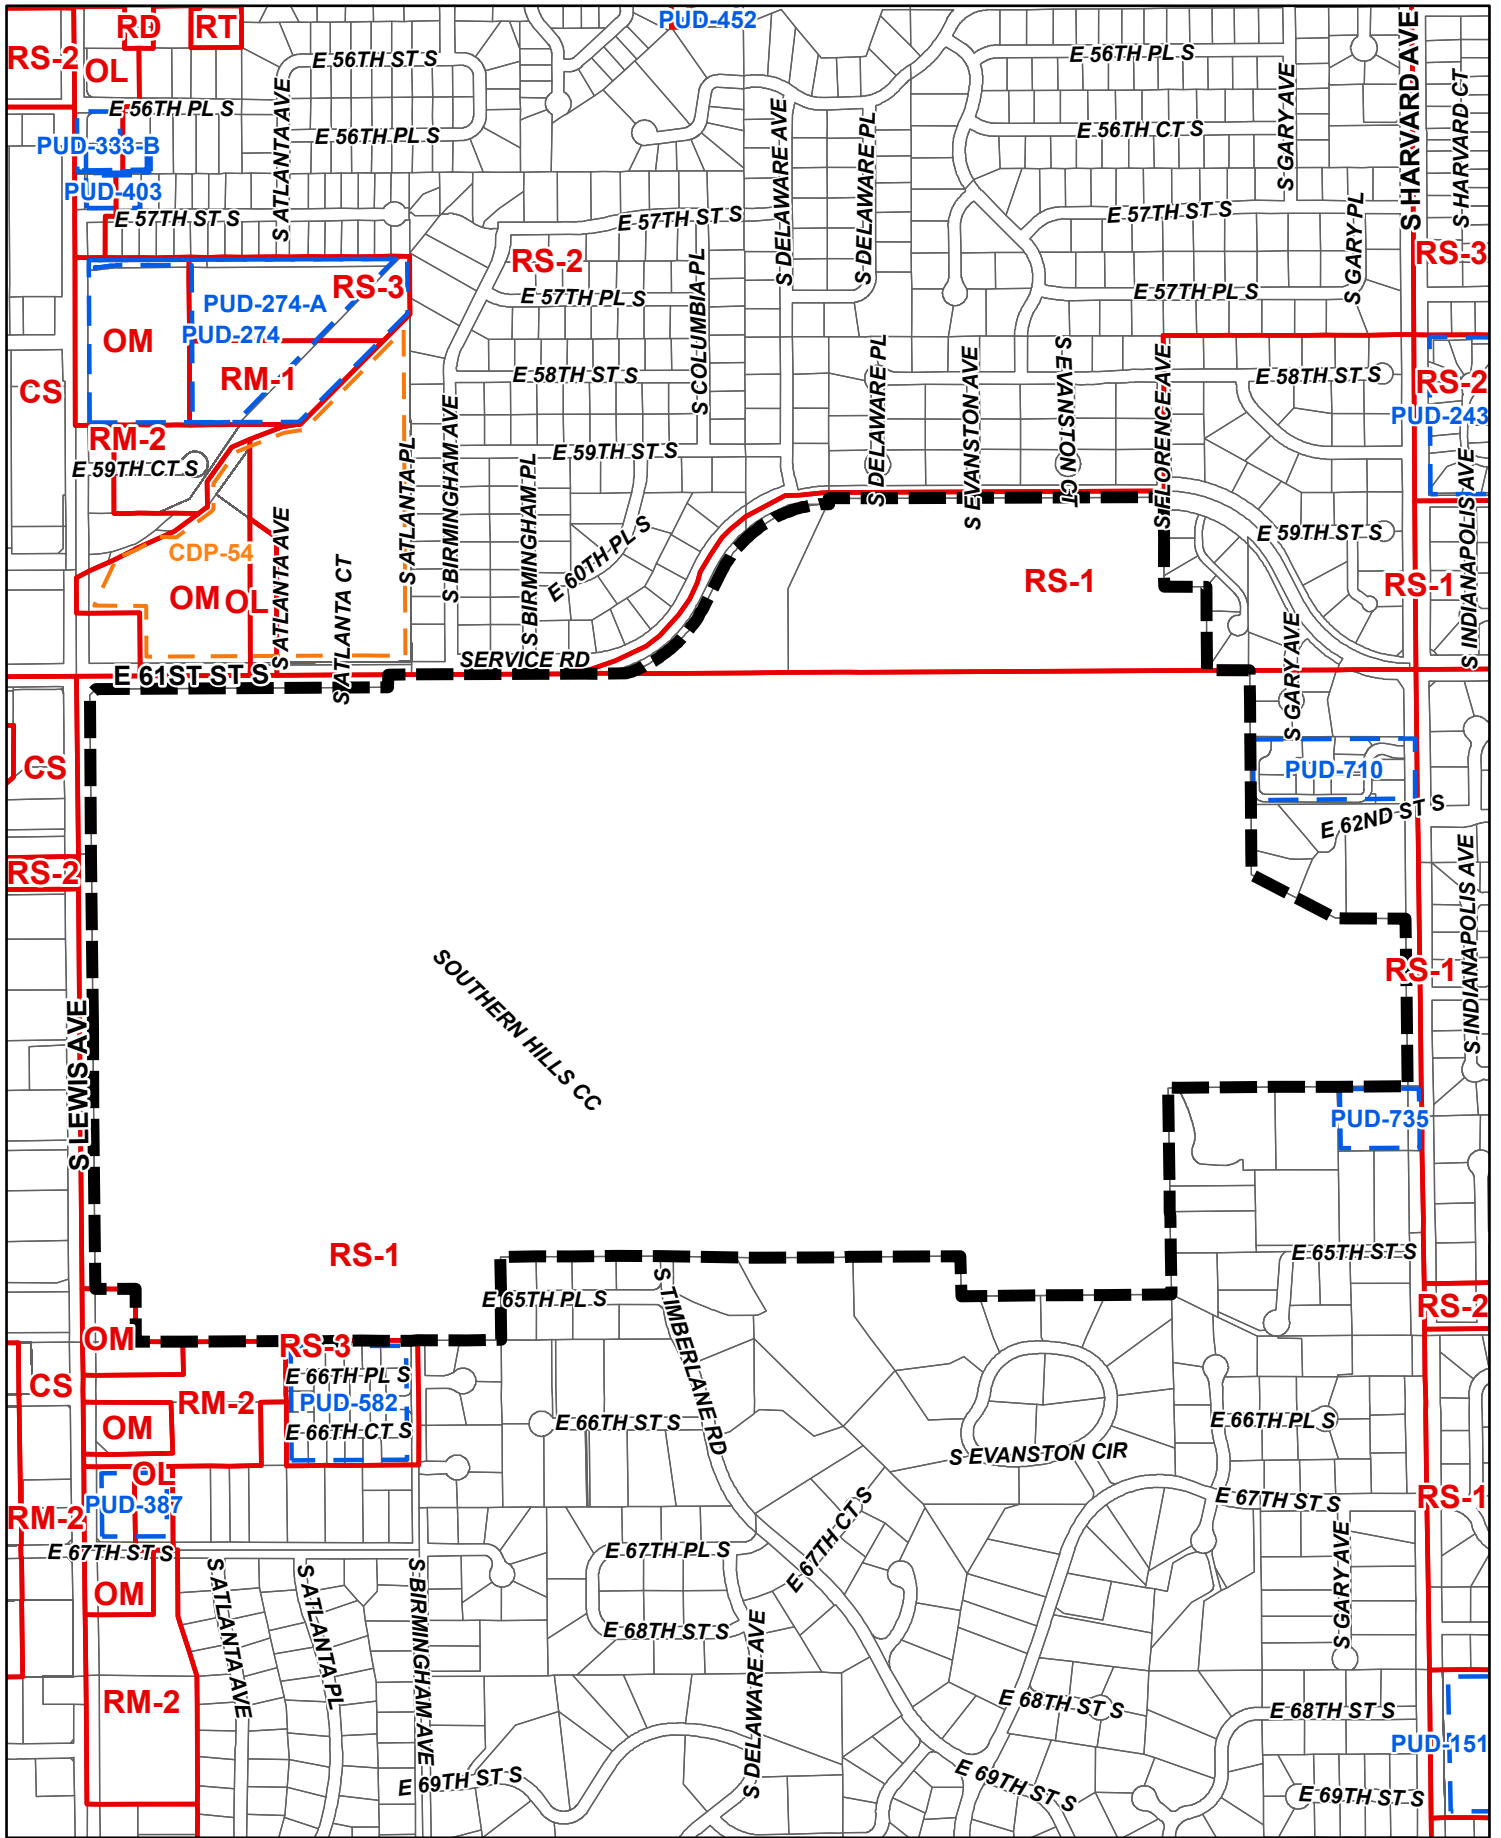 PUD-452
RD
RT
RS-2
OL
E 56TH ST S
E 56TH PL S
S HARVARD AVE
S HARVARD CT
S ATLANTA AVE
E 56TH PL S
E 56TH PL S
S GARY AVE
E 56TH CT S
S DELAWARE AVE
S DELAWARE PL
PUD-333-B
PUD-403
E 57TH ST S
E 57TH ST S
E 57TH ST S
S GARY PL
RS-3
RS-2
RS-3
PUD-274-A
PUD-274
OM
RM-1
E 57TH PL S
E 57TH PL S
S COLUMBIA PL
CS
E 58TH ST S
S DELAWARE PL
S EVANSTON AVE
S EVANSTON CT
S FLORENCE AVE
E 58TH ST S
RS-2
PUD-243
RM-2
E 59TH CT S
S ATLANTA PL
S BIRMINGHAM AVE
S BIRMINGHAM PL
E 59TH ST S
S INDIANAPOLIS AVE
CDP-54
S ATLANTA AVE
S ATLANTA CT
E 60TH PL S
E 59TH ST S
OM
OL
RS-1
RS-1
S GARY AVE
E 61ST ST S
SERVICE RD
CS
PUD-710
E 62ND ST S
RS-2
S INDIANAPOLIS AVE
SOUTHERN HILLS CC
RS-1
S LEWIS AVE
PUD-735
RS-1
E 65TH ST S
E 65TH PL S
S TIMBERLANE RD
RS-2
OM
RS-3
CS
E 66TH PL S
PUD-582
E 66TH CT S
RM-2
OM
E 66TH ST S
E 66TH PL S
S EVANSTON CIR
OL
PUD-387
RM-2
E 67TH ST S
RS-1
E 67TH ST S
E 67TH CT S
E 67TH PL S
S GARY AVE
OM
S ATLANTA AVE
S ATLANTA PL
S BIRMINGHAM AVE
E 68TH ST S
S DELAWARE AVE
RM-2
E 68TH ST S
E 68TH ST S
PUD-151
E 69TH ST S
E 69TH ST S
E 69TH ST S